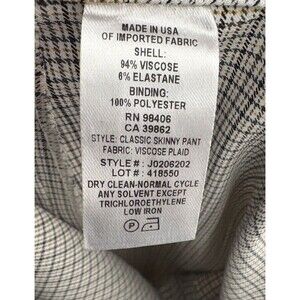 MADE IN USA
OF IMPORTED FABRIC
SHELL:
94% VISCOSE
6% ELASTANE
BINDING:
100% POLYESTER
RN 98406
CA 39862
STYLE: CLASSIC SKINNY PANT
FABRIC: VISCOSE PLAID
STYLE # : J0206202
LOT # : 418550
DRY CLEAN-NORMAL CYCLE
ANY SOLVENT EXCEPT
TRICHLOROETHYLENE
LOW IRON
P